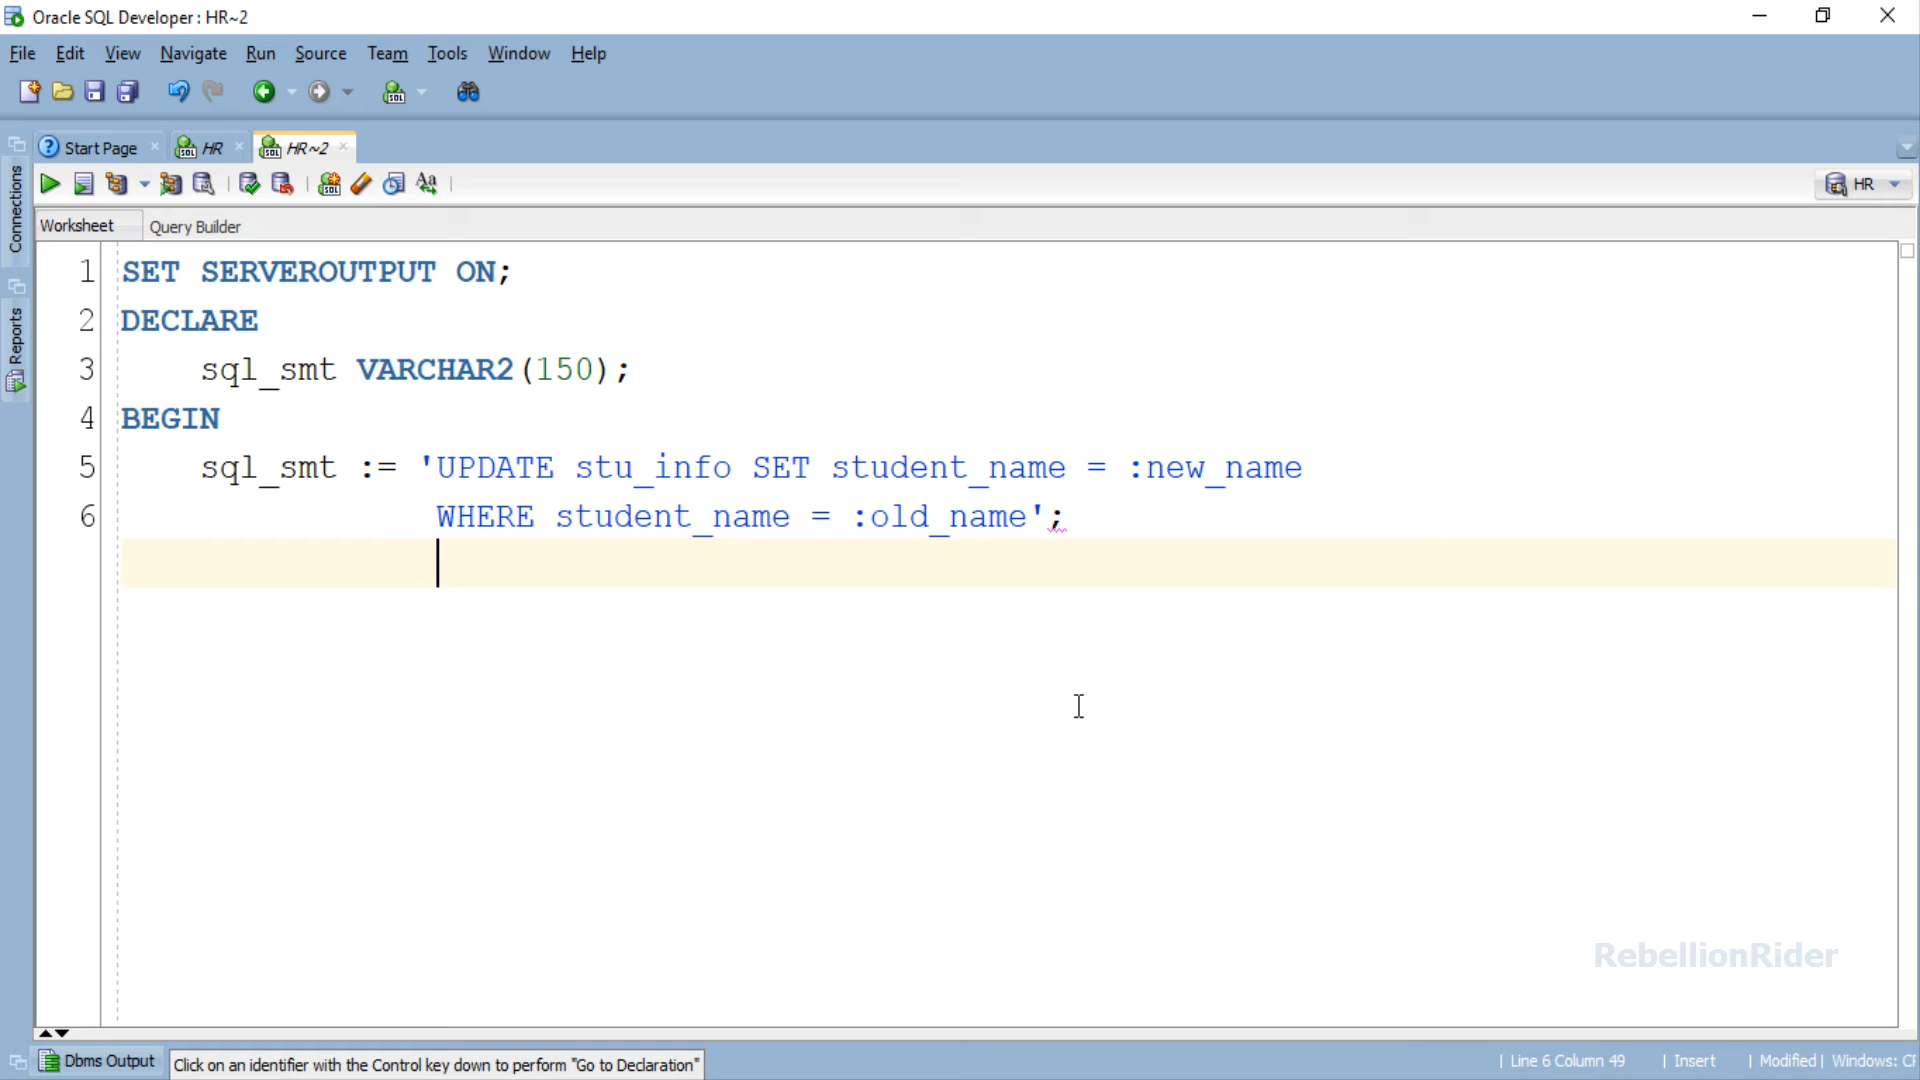 Oracle SQL Developer : HR~2
File Edit View Navigate Run Source Team Tools Window Help
Start Page HR HR~2
HR
Worksheet Query Builder
Connections
Reports
1 SET SERVEROUTPUT ON;
2 DECLARE
3 sql_smt VARCHAR2(150);
4 BEGIN
5 sql_smt := 'UPDATE stu_info SET student_name = :new_name
6 WHERE student_name = :old_name';
RebellionRider
Dbms Output Click on an identifier with the Control key down to perform "Go to Declaration" | Line 6 Column 49 | Insert | Modified | Windows: CF